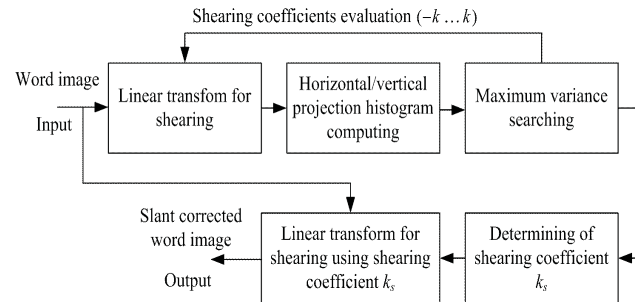 Shearing coefficients evaluation (−k … k)
Word image
Input
Linear transfom for
shearing
Horizontal/vertical
projection histogram
computing
Maximum variance
searching
Slant corrected
word image
Output
Linear transform for
shearing using shearing
coefficient kₛ
Determining of
shearing coefficient
kₛ